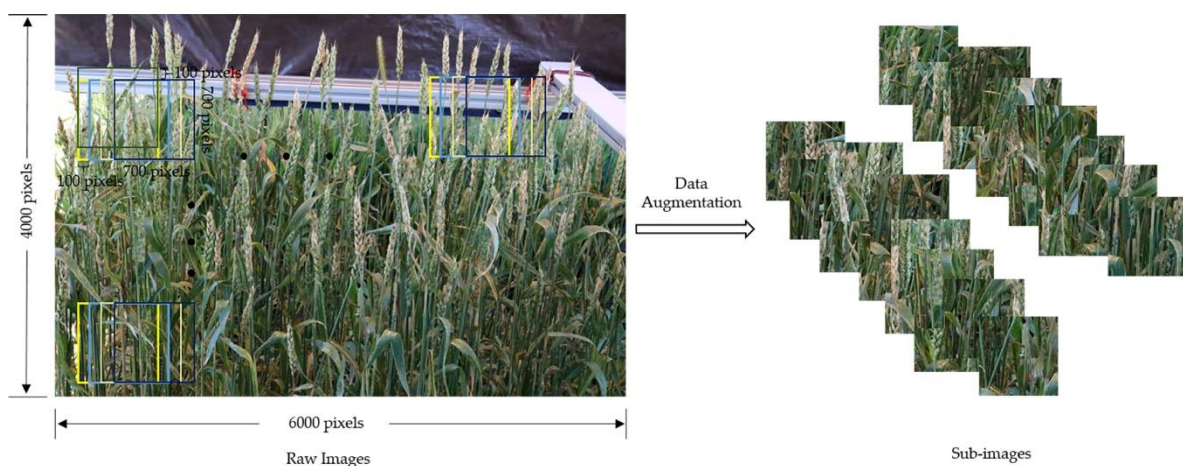 100 pixels
700 pixels
700 pixels
100 pixels
4000 pixels
6000 pixels
Raw Images
Data
Augmentation
Sub-images